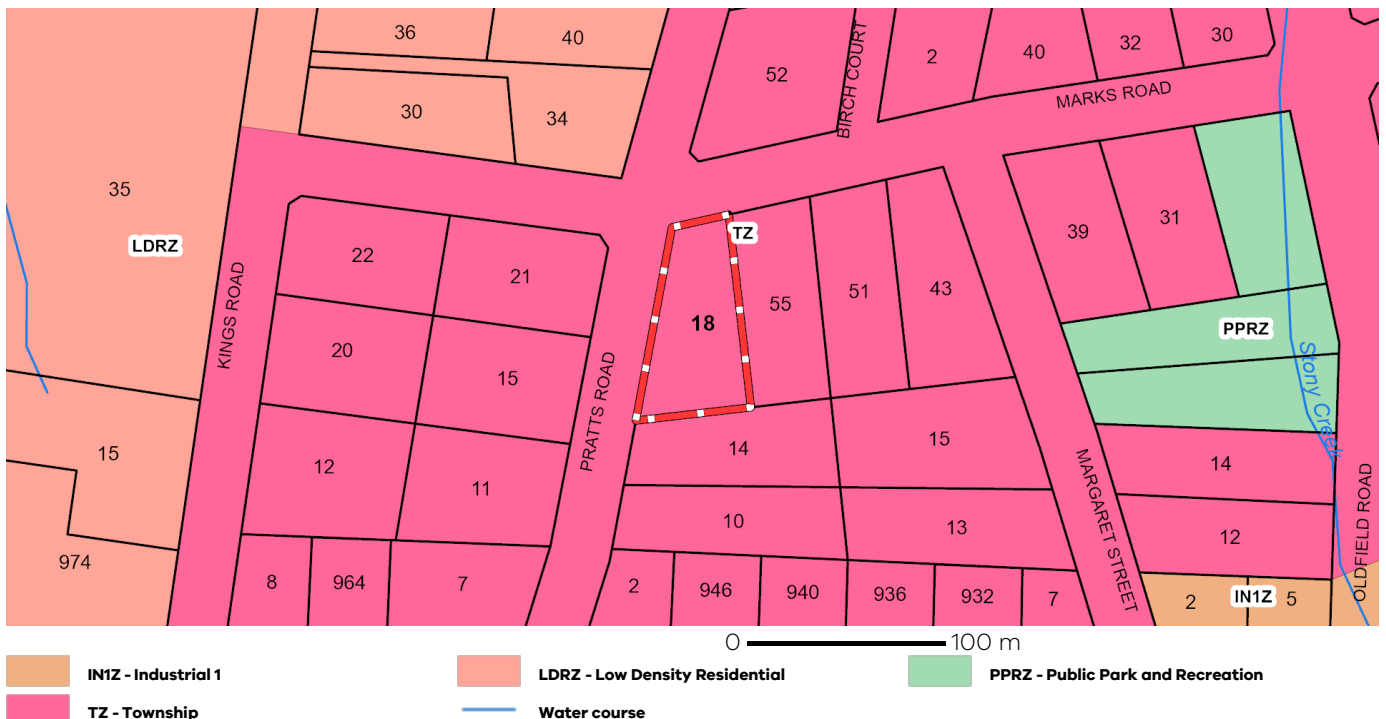 36
40
52
BIRCH COURT
2
40
32
30
MARKS ROAD
30
34
35
LDRZ
KINGS ROAD
22
21
20
15
PRATTS ROAD
18
TZ
55
51
43
39
31
PPRZ
Stony Creek
15
12
11
14
15
MARGARET STREET
14
OLDFIELD ROAD
10
13
12
974
8
964
7
2
946
940
936
932
7
2
IN1Z
5
0
100 m
IN1Z - Industrial 1
LDRZ - Low Density Residential
PPRZ - Public Park and Recreation
TZ - Township
Water course